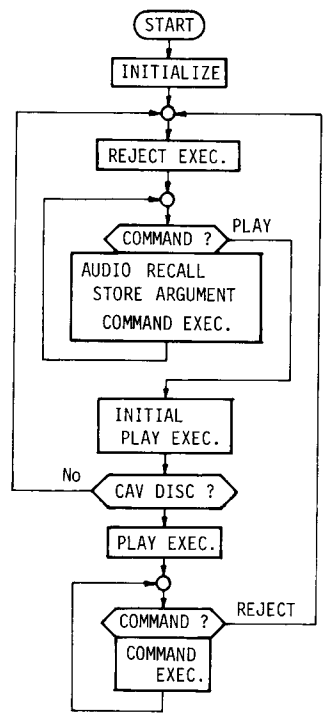 START
INITIALIZE
REJECT EXEC.
COMMAND ?
PLAY
AUDIO RECALL
STORE ARGUMENT
COMMAND EXEC.
INITIAL
PLAY EXEC.
No
CAV DISC ?
PLAY EXEC.
COMMAND ?
REJECT
COMMAND
EXEC.